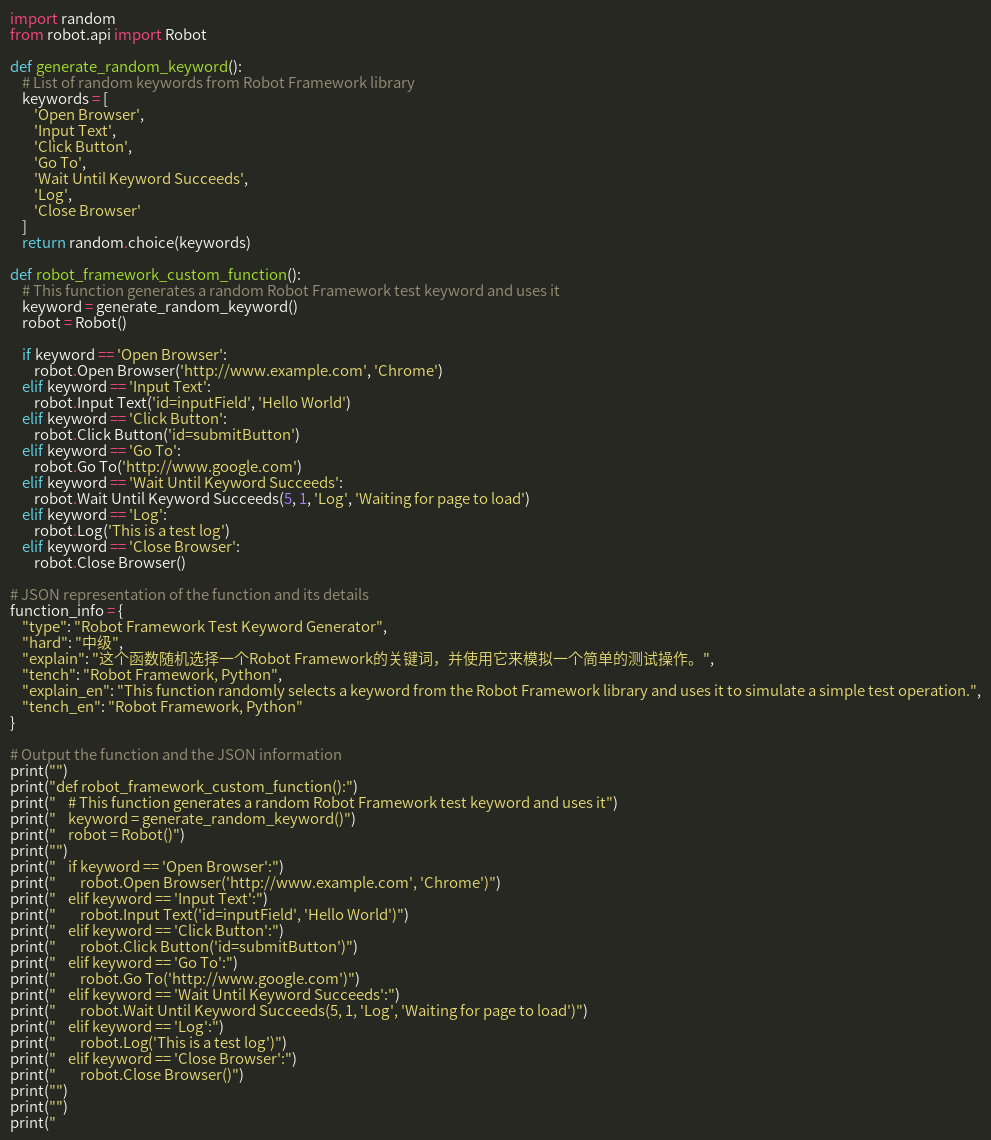 import random
from robot.api import Robot

def generate_random_keyword():
    # List of random keywords from Robot Framework library
    keywords = [
        'Open Browser',
        'Input Text',
        'Click Button',
        'Go To',
        'Wait Until Keyword Succeeds',
        'Log',
        'Close Browser'
    ]
    return random.choice(keywords)

def robot_framework_custom_function():
    # This function generates a random Robot Framework test keyword and uses it
    keyword = generate_random_keyword()
    robot = Robot()

    if keyword == 'Open Browser':
        robot.Open Browser('http://www.example.com', 'Chrome')
    elif keyword == 'Input Text':
        robot.Input Text('id=inputField', 'Hello World')
    elif keyword == 'Click Button':
        robot.Click Button('id=submitButton')
    elif keyword == 'Go To':
        robot.Go To('http://www.google.com')
    elif keyword == 'Wait Until Keyword Succeeds':
        robot.Wait Until Keyword Succeeds(5, 1, 'Log', 'Waiting for page to load')
    elif keyword == 'Log':
        robot.Log('This is a test log')
    elif keyword == 'Close Browser':
        robot.Close Browser()

# JSON representation of the function and its details
function_info = {
    "type": "Robot Framework Test Keyword Generator",
    "hard": "中级",
    "explain": "这个函数随机选择一个Robot Framework的关键词，并使用它来模拟一个简单的测试操作。",
    "tench": "Robot Framework, Python",
    "explain_en": "This function randomly selects a keyword from the Robot Framework library and uses it to simulate a simple test operation.",
    "tench_en": "Robot Framework, Python"
}

# Output the function and the JSON information
print("")
print("def robot_framework_custom_function():")
print("    # This function generates a random Robot Framework test keyword and uses it")
print("    keyword = generate_random_keyword()")
print("    robot = Robot()")
print("")
print("    if keyword == 'Open Browser':")
print("        robot.Open Browser('http://www.example.com', 'Chrome')")
print("    elif keyword == 'Input Text':")
print("        robot.Input Text('id=inputField', 'Hello World')")
print("    elif keyword == 'Click Button':")
print("        robot.Click Button('id=submitButton')")
print("    elif keyword == 'Go To':")
print("        robot.Go To('http://www.google.com')")
print("    elif keyword == 'Wait Until Keyword Succeeds':")
print("        robot.Wait Until Keyword Succeeds(5, 1, 'Log', 'Waiting for page to load')")
print("    elif keyword == 'Log':")
print("        robot.Log('This is a test log')")
print("    elif keyword == 'Close Browser':")
print("        robot.Close Browser()")
print("")
print("")
print("